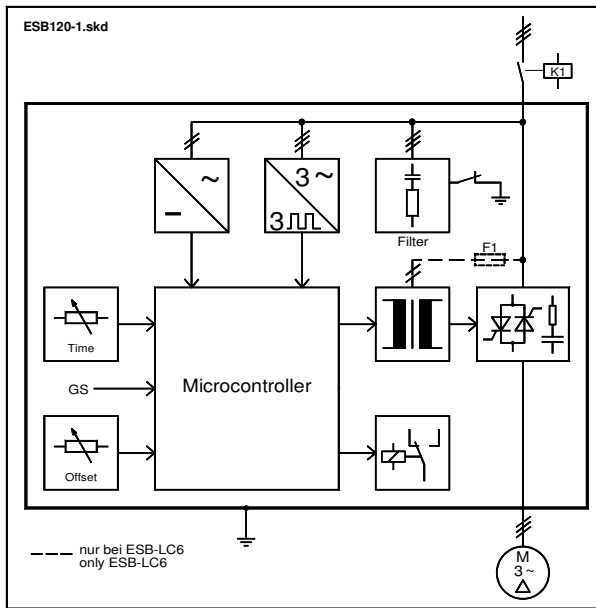 ESB120-1.skd
K1
~
–
3 ~
3
Filter
F1
Time
Microcontroller
GS
Offset
nur bei ESB-LC6
only ESB-LC6
M
3 ~